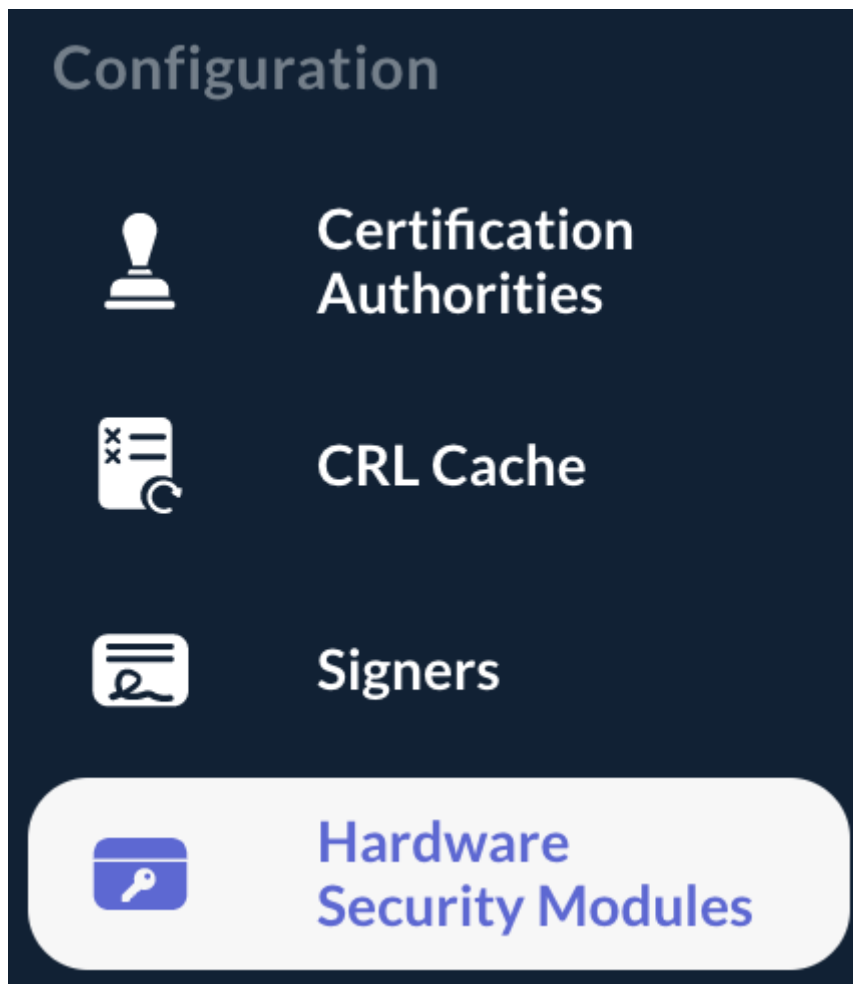 Configuration
Certification
Authorities
CRL Cache
Signers
Hardware
Security Modules